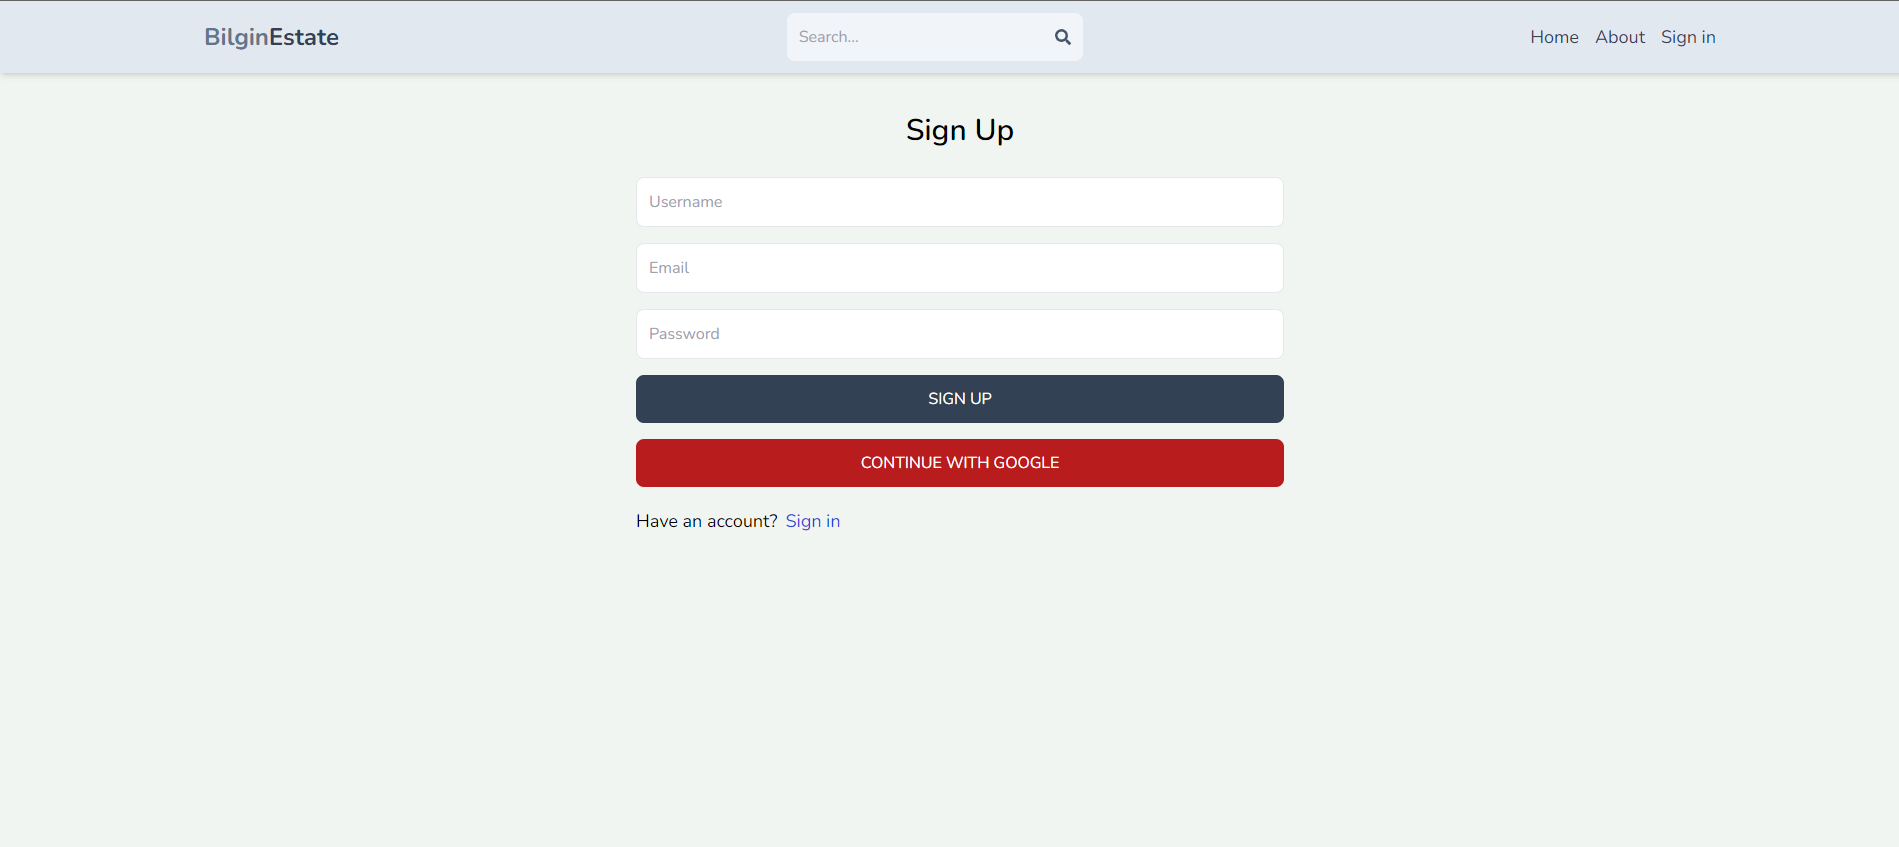 BilginEstate
Search...
Home About Sign in
Sign Up
Username
Email
Password
SIGN UP
CONTINUE WITH GOOGLE
Have an account? Sign in